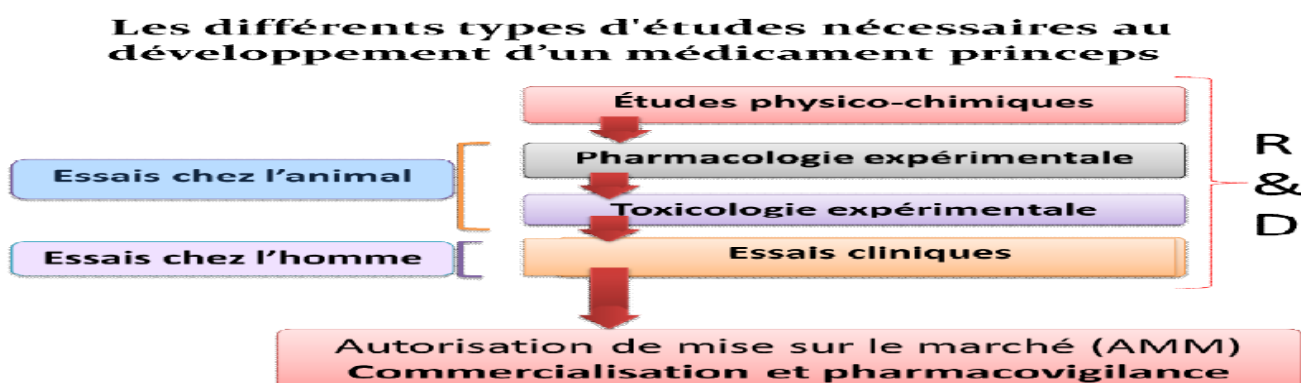 Les différents types d'études nécessaires au
développement d’un médicament princeps
Études physico-chimiques
Pharmacologie expérimentale
Essais chez l’animal
Toxicologie expérimentale
Essais cliniques
Essais chez l’homme
R
&
D
Autorisation de mise sur le marché (AMM)
Commercialisation et pharmacovigilance